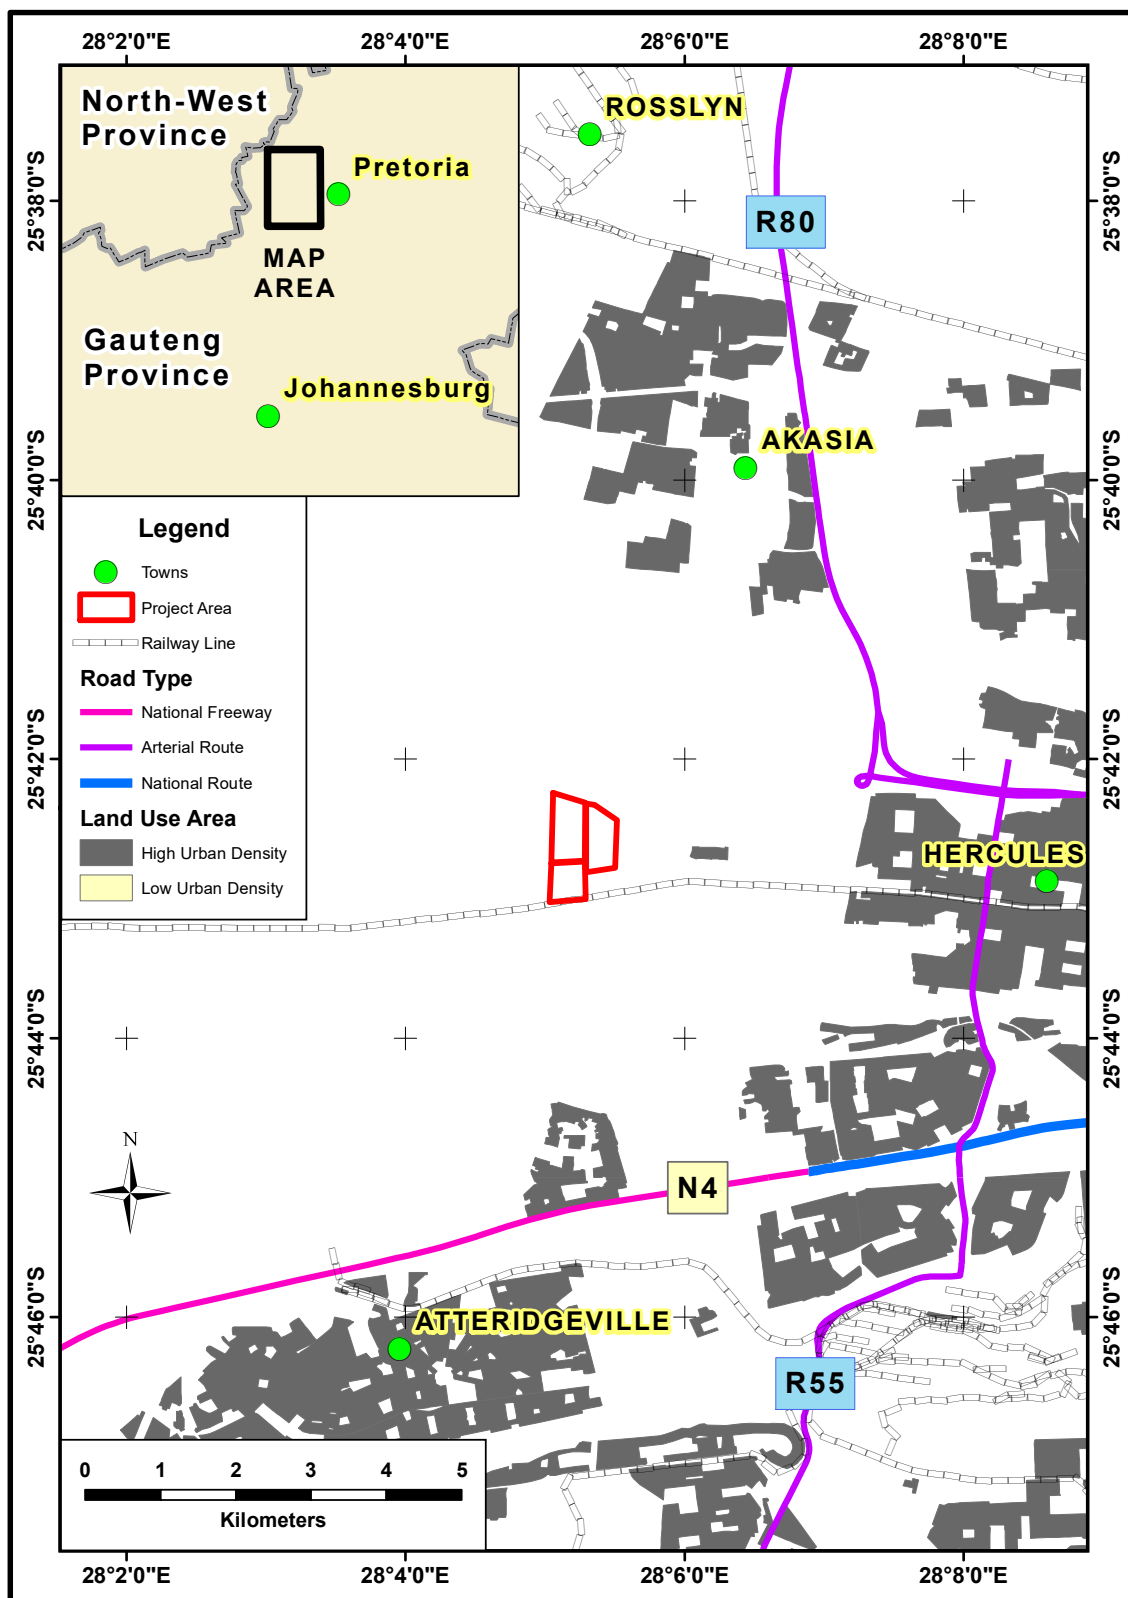 28°2'0"E
28°4'0"E
28°6'0"E
28°8'0"E
North-West
Province
Pretoria
MAP
AREA
Gauteng
Province
Johannesburg
ROSSLYN
R80
25°38'0"S
25°38'0"S
AKASIA
25°40'0"S
25°40'0"S
Legend
Towns
Project Area
Railway Line
Road Type
National Freeway
Arterial Route
National Route
Land Use Area
High Urban Density
Low Urban Density
25°42'0"S
25°42'0"S
HERCULES
25°44'0"S
25°44'0"S
N
N4
25°46'0"S
25°46'0"S
ATTERIDGEVILLE
R55
0 1 2 3 4 5
Kilometers
28°2'0"E
28°4'0"E
28°6'0"E
28°8'0"E